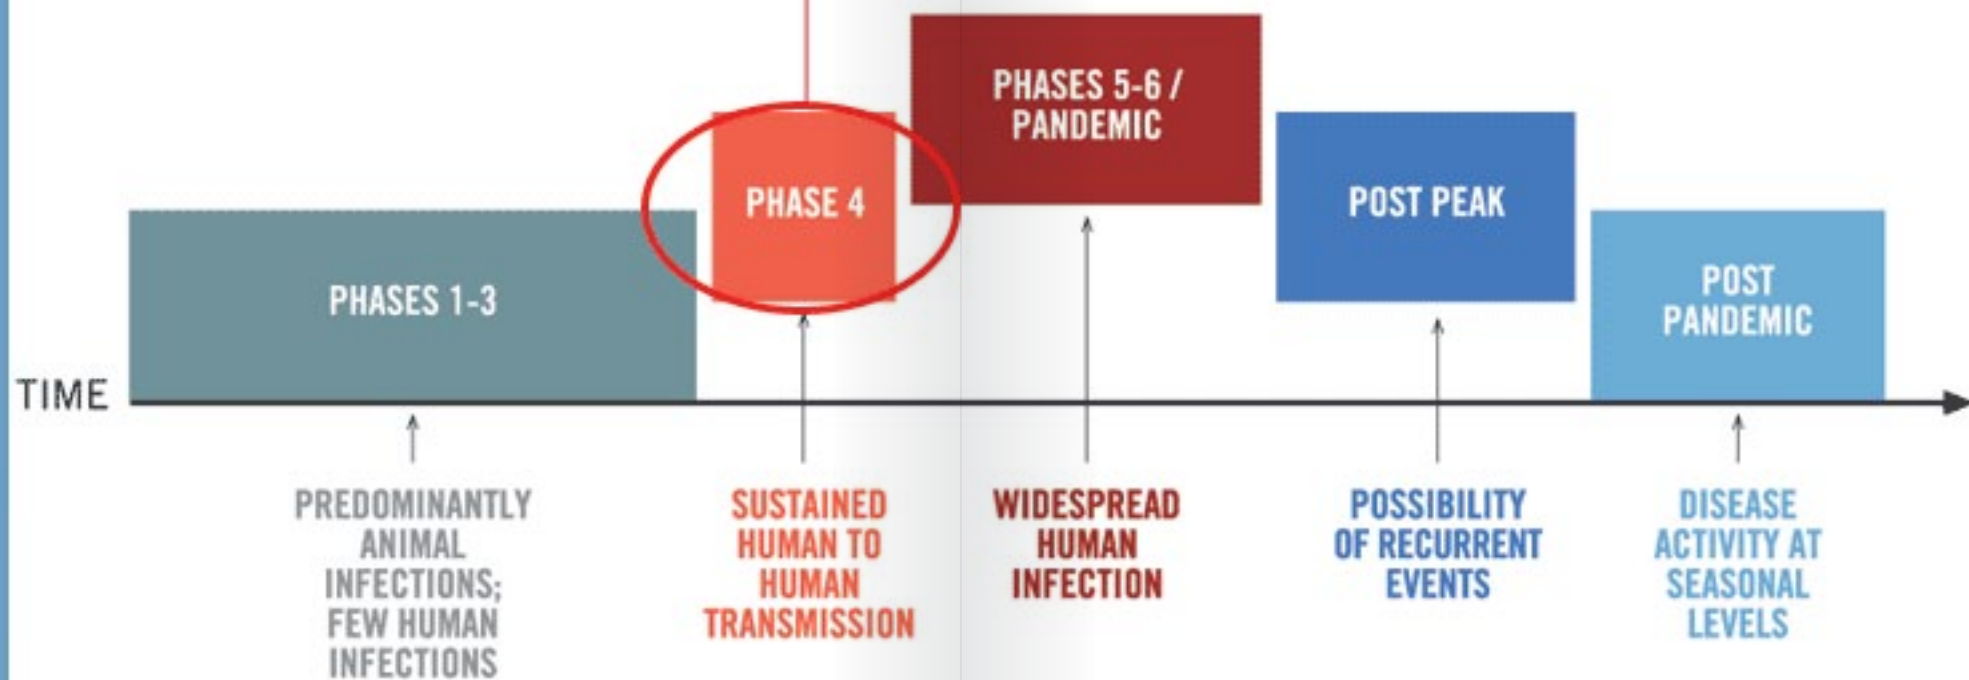 PHASES 5-6 /
PANDEMIC
PHASE 4
POST PEAK
PHASES 1-3
POST
PANDEMIC
TIME
PREDOMINANTLY
ANIMAL
INFECTIONS;
FEW HUMAN
INFECTIONS
SUSTAINED
HUMAN TO
HUMAN
TRANSMISSION
WIDESPREAD
HUMAN
INFECTION
POSSIBILITY
OF RECURRENT
EVENTS
DISEASE
ACTIVITY AT
SEASONAL
LEVELS